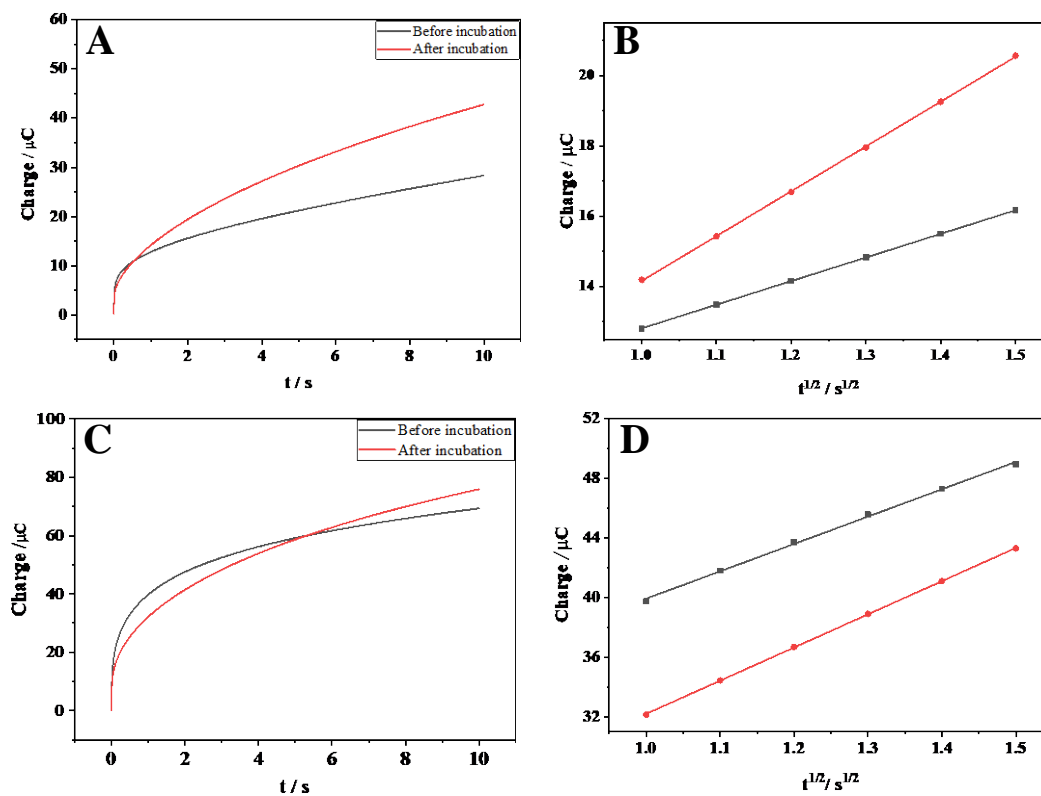 A
Before incubation
After incubation
60
50
40
30
20
10
0
Charge / μC
0 2 4 6 8 10
t / s
B
20
18
16
14
Charge / μC
1.0 1.1 1.2 1.3 1.4 1.5
t^1/2 / s^1/2
C
Before incubation
After incubation
100
80
60
40
20
0
Charge /μC
0 2 4 6 8 10
t / s
D
52
48
44
40
36
32
Charge /μC
1.0 1.1 1.2 1.3 1.4 1.5
t^1/2/ s^1/2